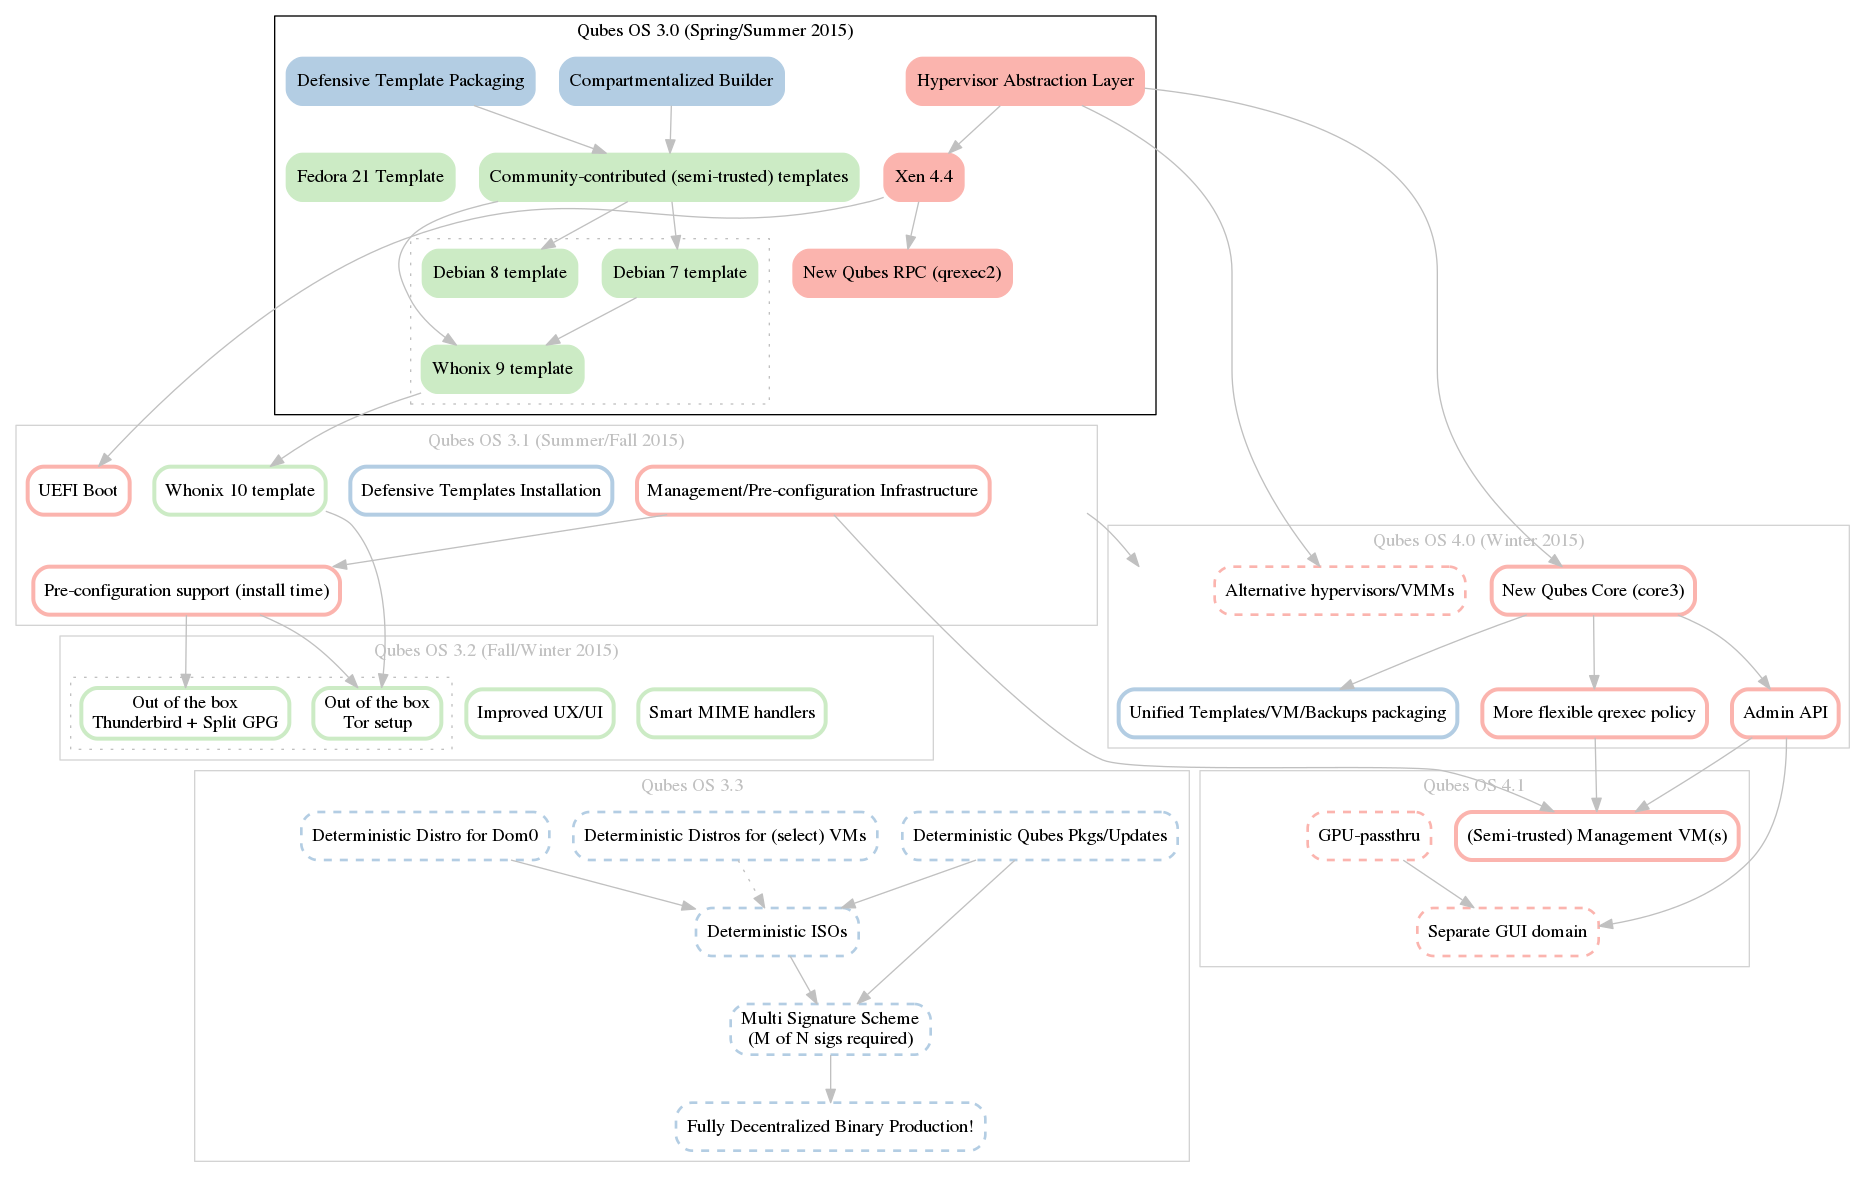 Qubes OS 3.0 (Spring/Summer 2015)
Defensive Template Packaging
Compartmentalized Builder
Hypervisor Abstraction Layer
Fedora 21 Template
Community-contributed (semi-trusted) templates
Xen 4.4
Debian 8 template
Debian 7 template
New Qubes RPC (qrexec2)
Whonix 9 template
Qubes OS 3.1 (Summer/Fall 2015)
UEFI Boot
Whonix 10 template
Defensive Templates Installation
Management/Pre-configuration Infrastructure
Pre-configuration support (install time)
Qubes OS 4.0 (Winter 2015)
Alternative hypervisors/VMMs
New Qubes Core (core3)
Unified Templates/VM/Backups packaging
More flexible qrexec policy
Admin API
Qubes OS 3.2 (Fall/Winter 2015)
Out of the box
Thunderbird + Split GPG
Out of the box
Tor setup
Improved UX/UI
Smart MIME handlers
Qubes OS 3.3
Deterministic Distro for Dom0
Deterministic Distros for (select) VMs
Deterministic Qubes Pkgs/Updates
Deterministic ISOs
Multi Signature Scheme
(M of N sigs required)
Fully Decentralized Binary Production!
Qubes OS 4.1
GPU-passthru
(Semi-trusted) Management VM(s)
Separate GUI domain